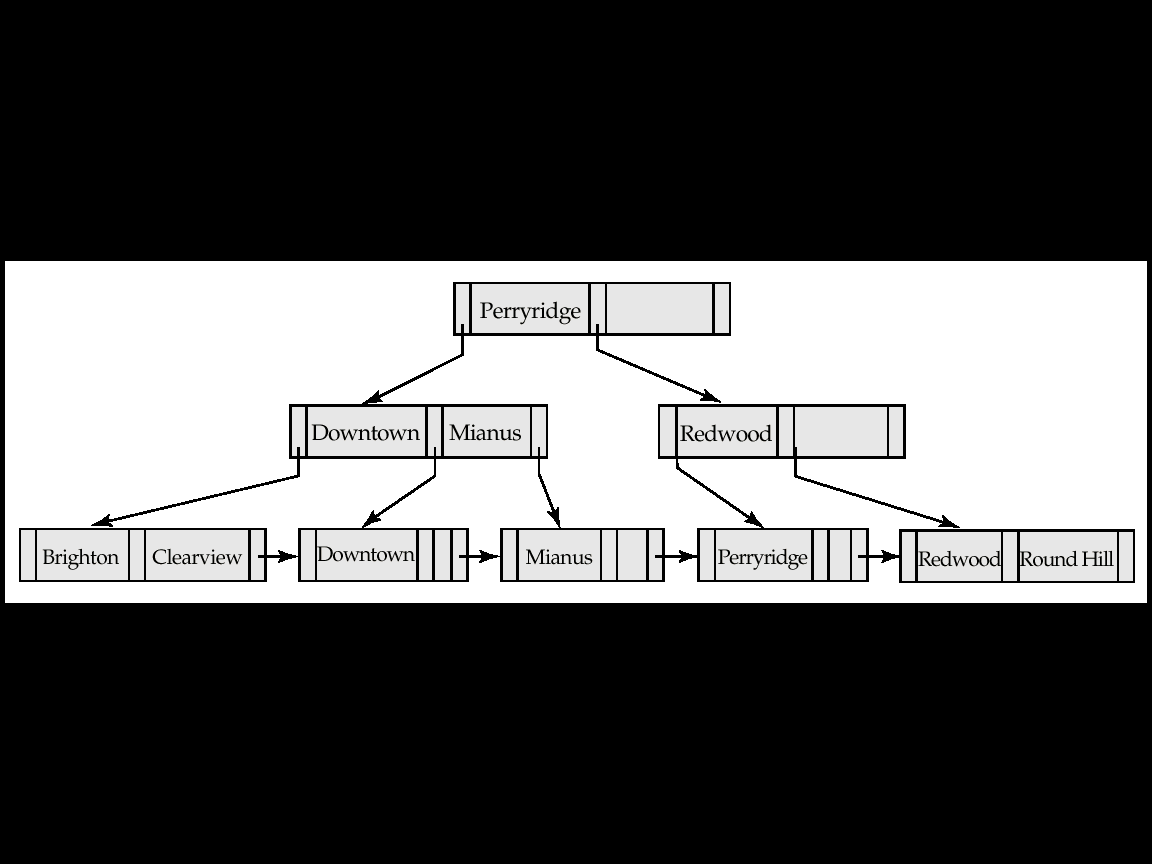 Perryridge
Downtown Mianus Redwood
Brighton Clearview Downtown Mianus Perryridge Redwood Round Hill